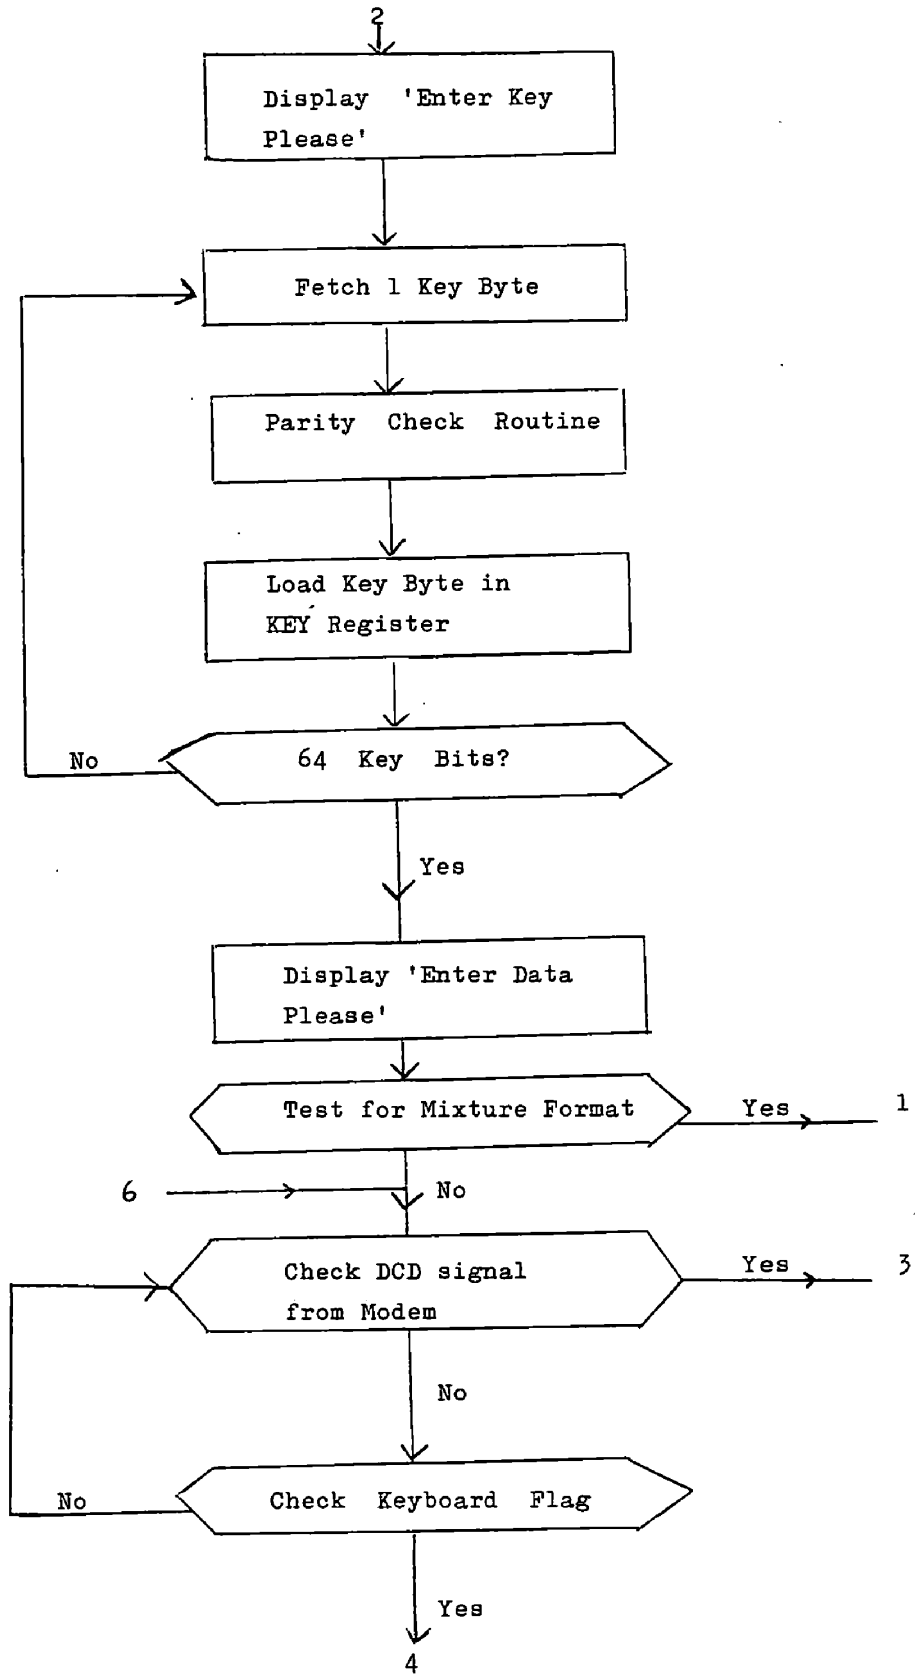 2
Display 'Enter Key
Please'
Fetch 1 Key Byte
Parity Check Routine
Load Key Byte in
KEY Register
64 Key Bits?
No
Yes
Display 'Enter Data
Please'
Test for Mixture Format
Yes
1
6
No
Check DCD signal
from Modem
Yes
3
No
Check Keyboard Flag
No
Yes
4